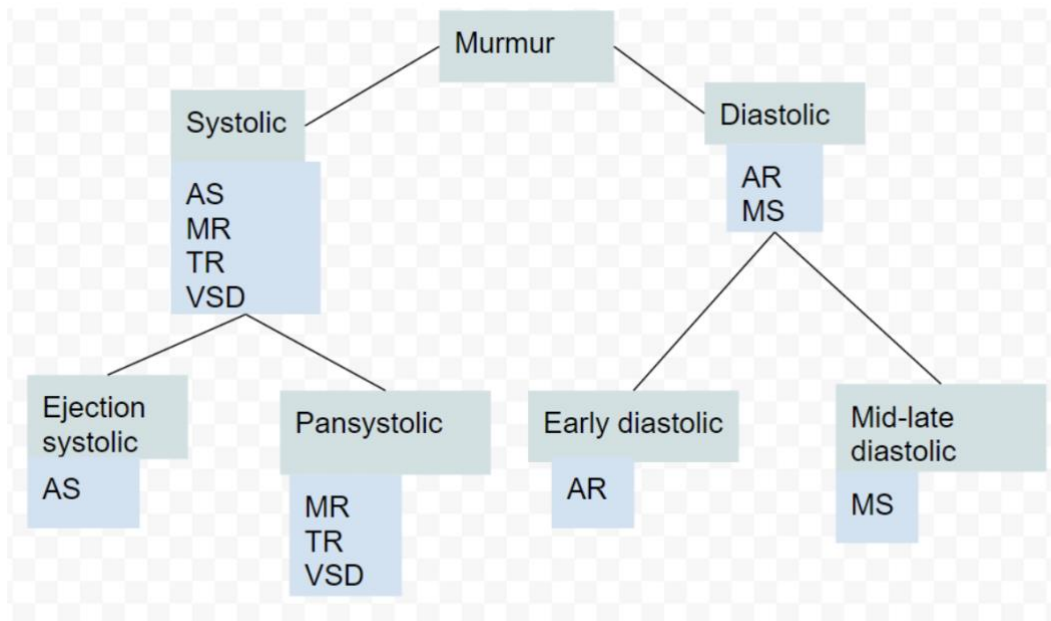 Murmur
Systolic
AS
MR
TR
VSD
Diastolic
AR
MS
Ejection
systolic
AS
Pansystolic
MR
TR
VSD
Early diastolic
AR
Mid-late
diastolic
MS